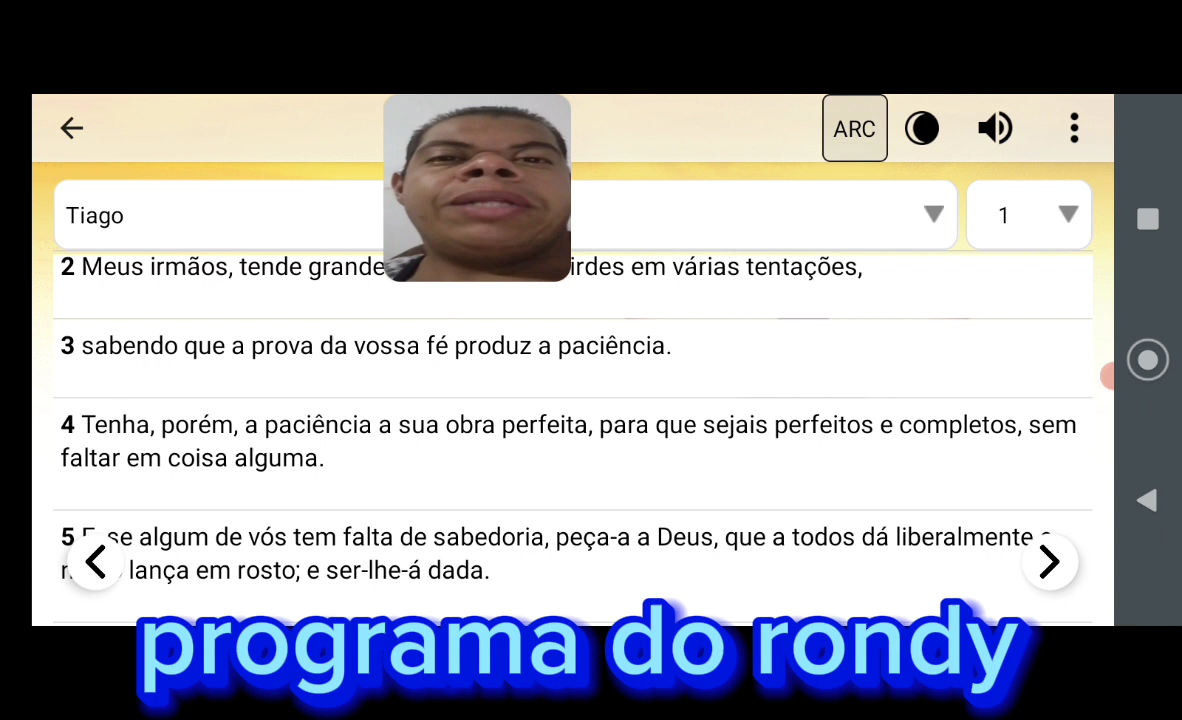 ARC
Tiago
1
2 Meus irmãos, tende grande irdes em várias tentações,
3 sabendo que a prova da vossa fé produz a paciência.
4 Tenha, porém, a paciência a sua obra perfeita, para que sejais perfeitos e completos, sem
faltar em coisa alguma.
5 se algum de vós tem falta de sabedoria, peça-a a Deus, que a todos dá liberalmente
lança em rosto; e ser-lhe-á dada.
programa do rondy